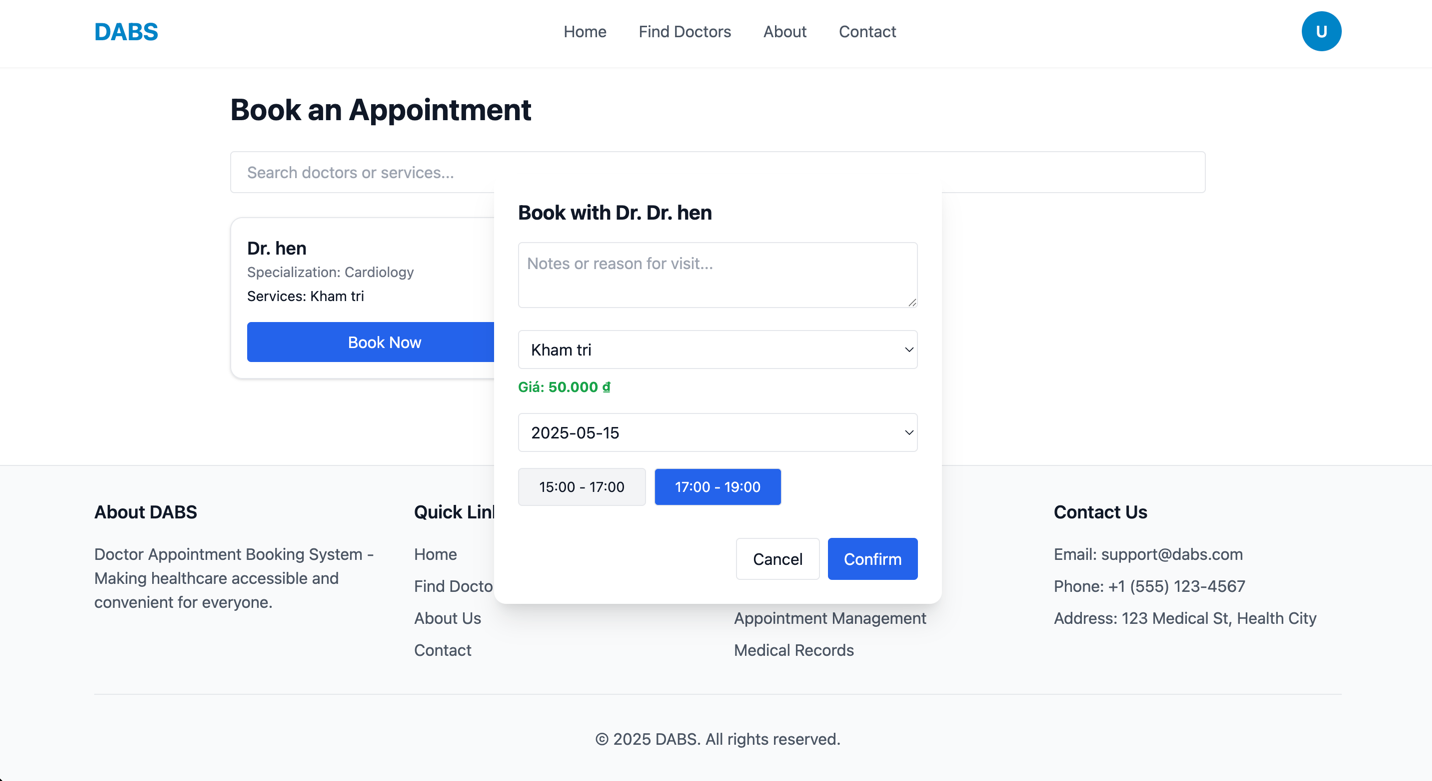 DABS
Home
Find Doctors
About
Contact
U
Book an Appointment
Search doctors or services...
Dr. hen
Specialization: Cardiology
Services: Kham tri
Book Now
Book with Dr. Dr. hen
Notes or reason for visit...
Kham tri
Giá: 50.000 ₫
2025-05-15
15:00 - 17:00
17:00 - 19:00
Cancel
Confirm
About DABS
Doctor Appointment Booking System -
Making healthcare accessible and
convenient for everyone.
Quick
Home
Find
About Us
Contact
Appointment Management
Medical Records
Contact Us
Email: support@dabs.com
Phone: +1 (555) 123-4567
Address: 123 Medical St, Health City
© 2025 DABS. All rights reserved.